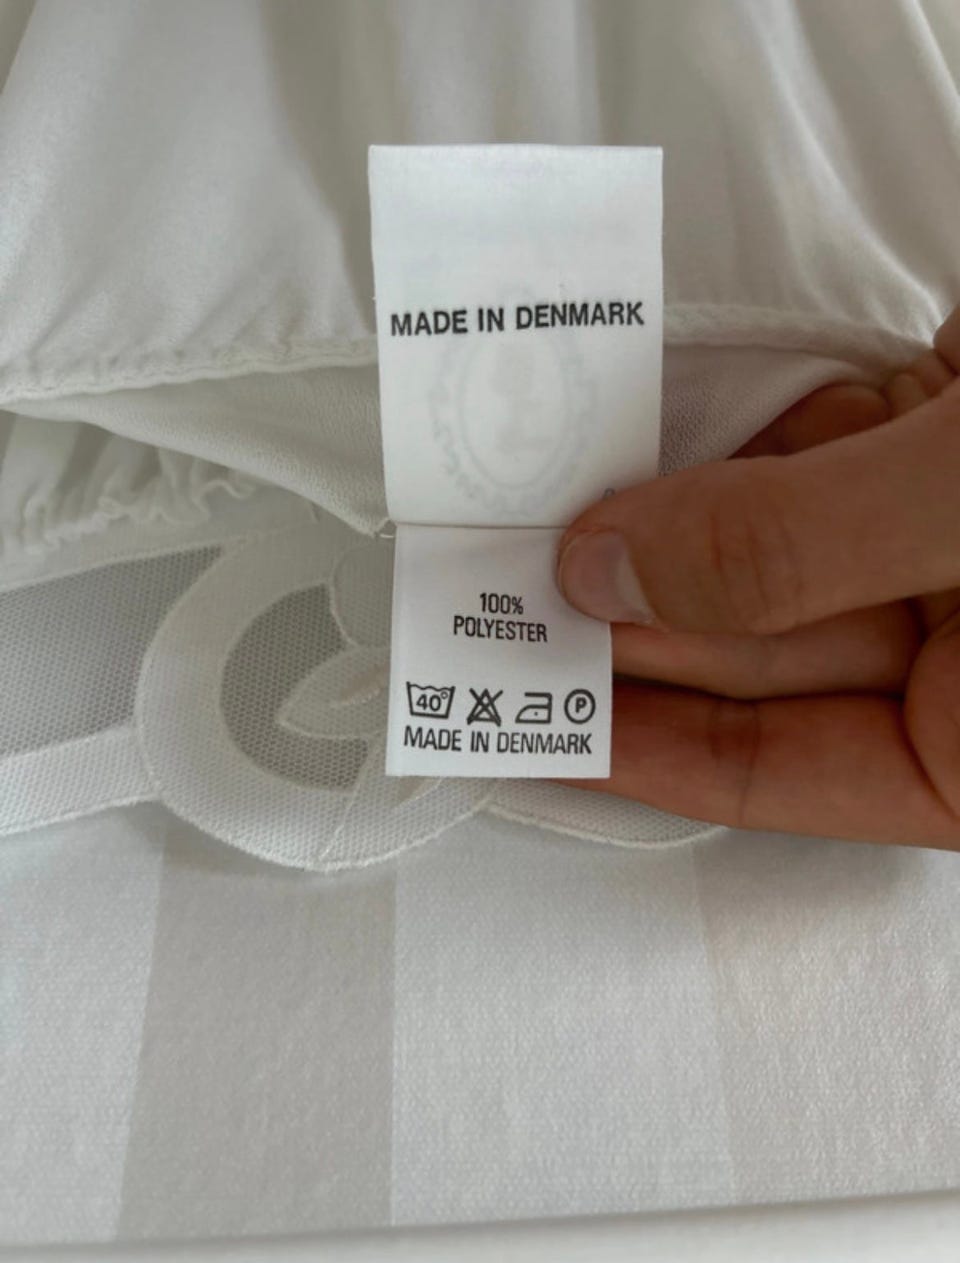 MADE IN DENMARK
100%
POLYESTER
40° P
MADE IN DENMARK